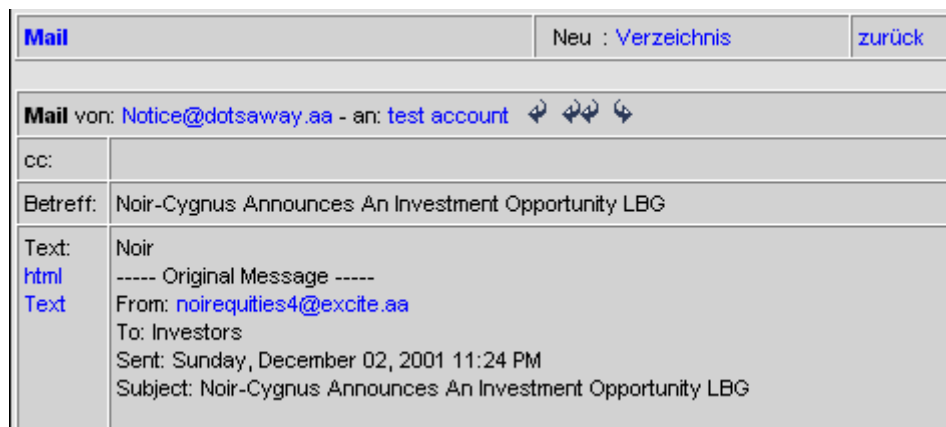 Mail Neu : Verzeichnis zurück
Mail von: Notice@dotsaway.aa - an: test account
cc:
Betreff: Noir-Cygnus Announces An Investment Opportunity LBG
Text: Noir
html ----- Original Message -----
Text From: noirequities4@excite.aa
To: Investors
Sent: Sunday, December 02, 2001 11:24 PM
Subject: Noir-Cygnus Announces An Investment Opportunity LBG